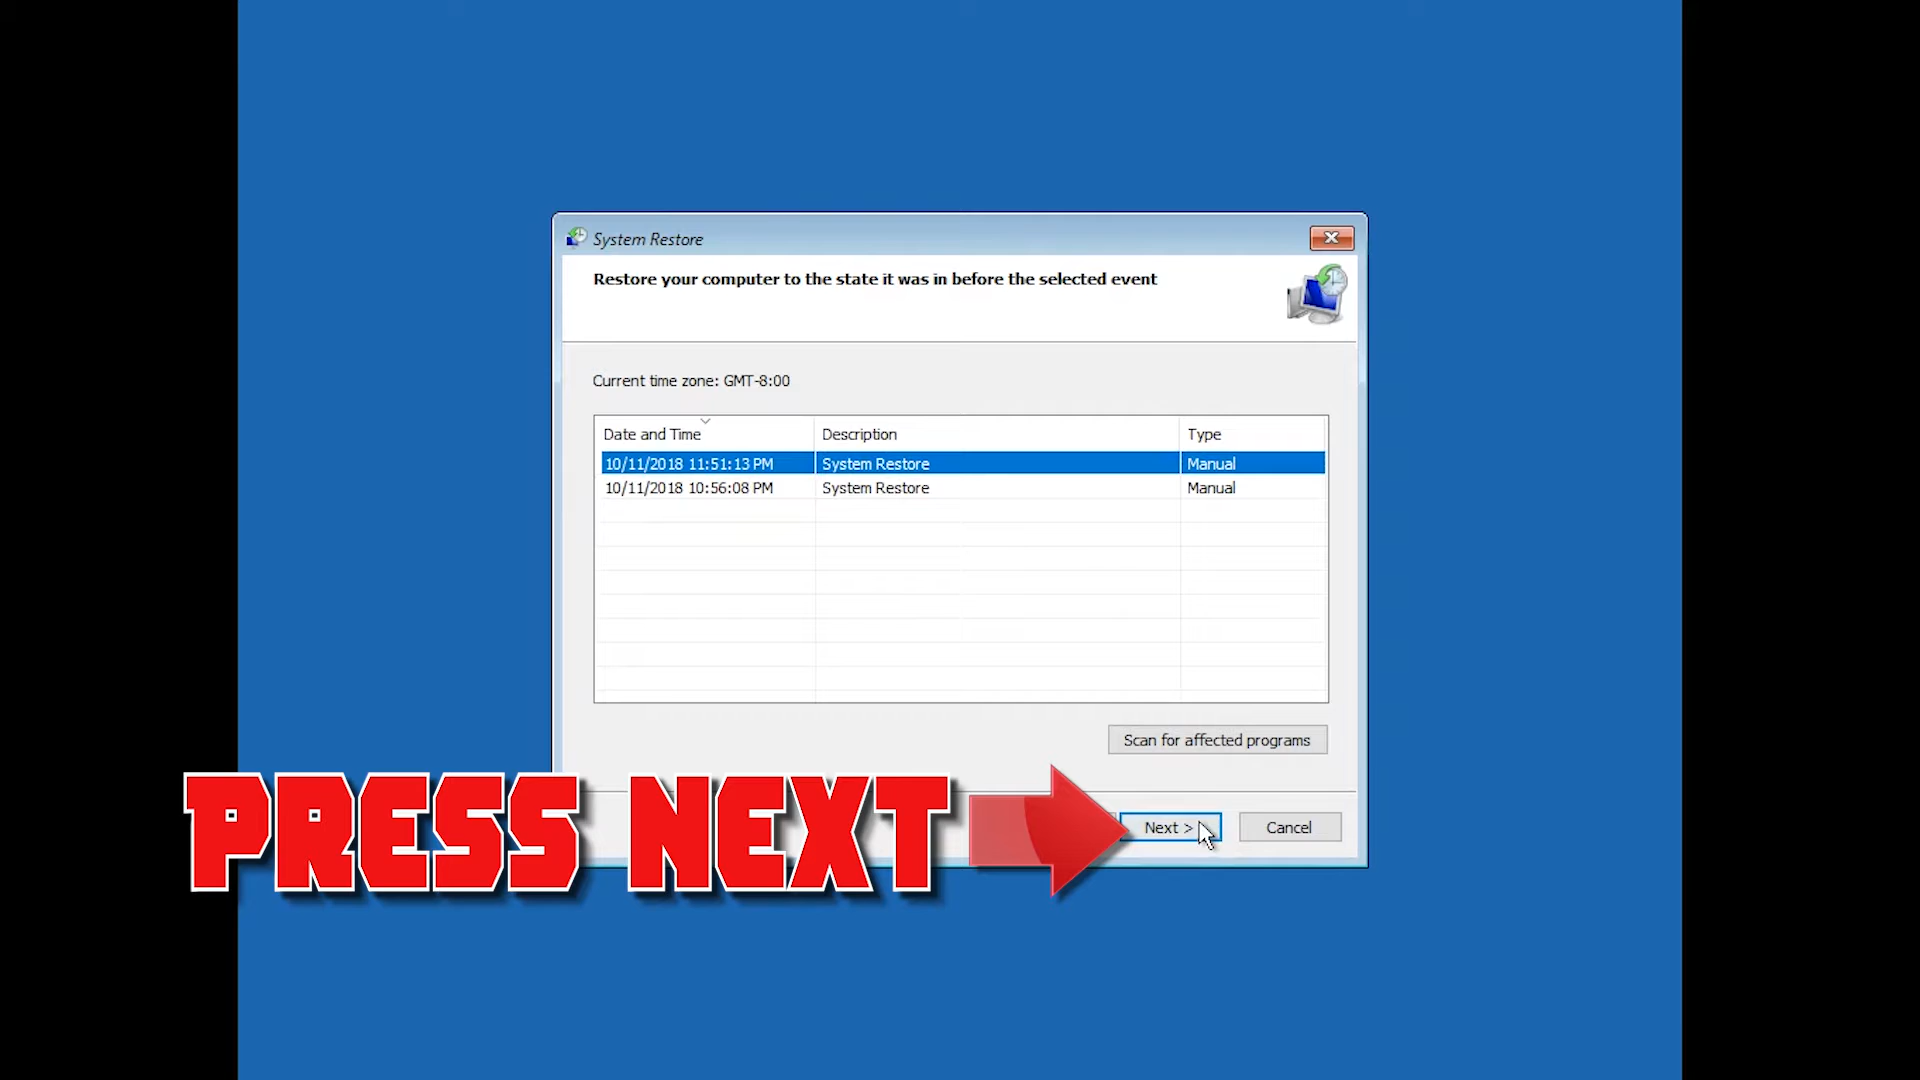 System Restore
Restore your computer to the state it was in before the selected event
Current time zone: GMT-8:00
Date and Time Description Type
10/11/2018 11:51:13 PM System Restore Manual
10/11/2018 10:56:08 PM System Restore Manual
Scan for affected programs
PRESS NEXT
Next > Cancel